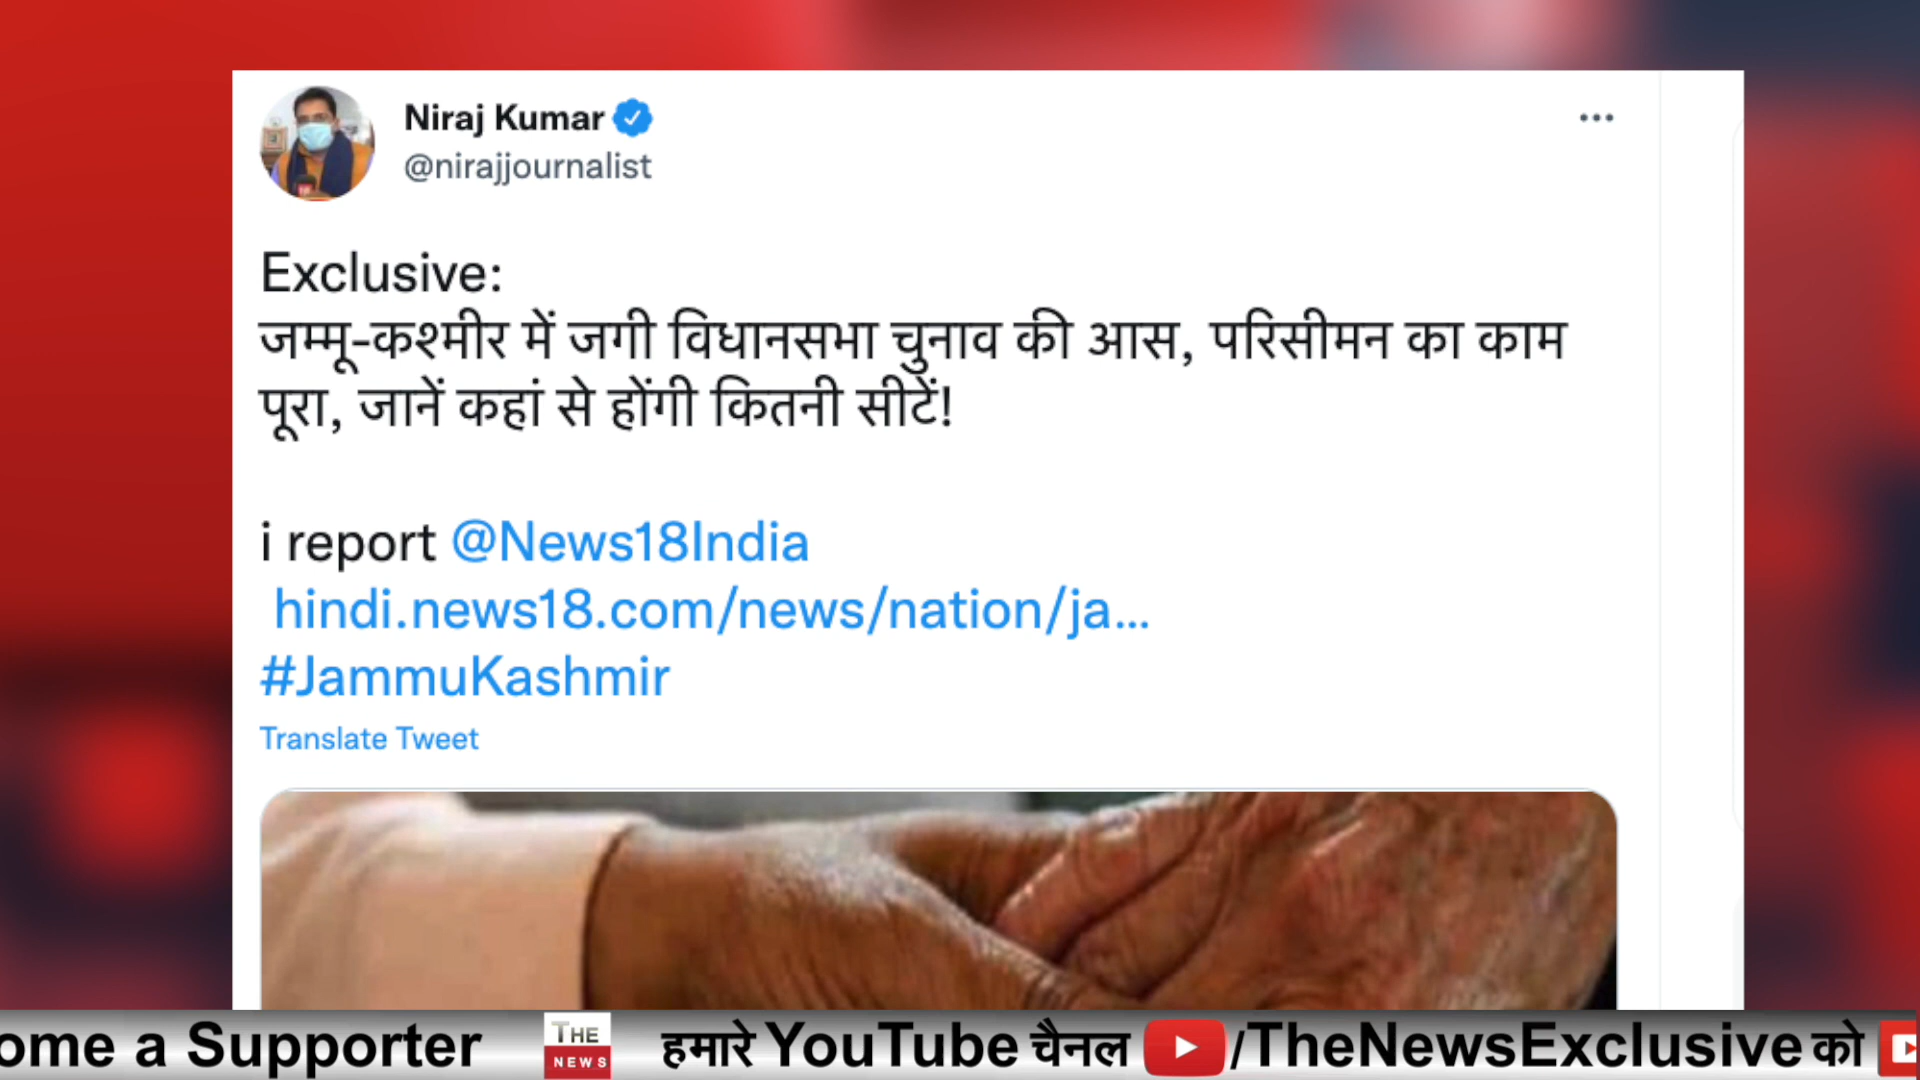 Niraj Kumar
@nirajjournalist
Exclusive:
जम्मू-कश्मीर में जगी विधानसभा चुनाव की आस, परिसीमन का काम
पूरा, जानें कहां से होंगी कितनी सीटें!
i report @News18India
hindi.news18.com/news/nation/ja...
#JammuKashmir
Translate Tweet
ome a Supporter THE NEWS हमारे YouTube चैनल /TheNewsExclusive को